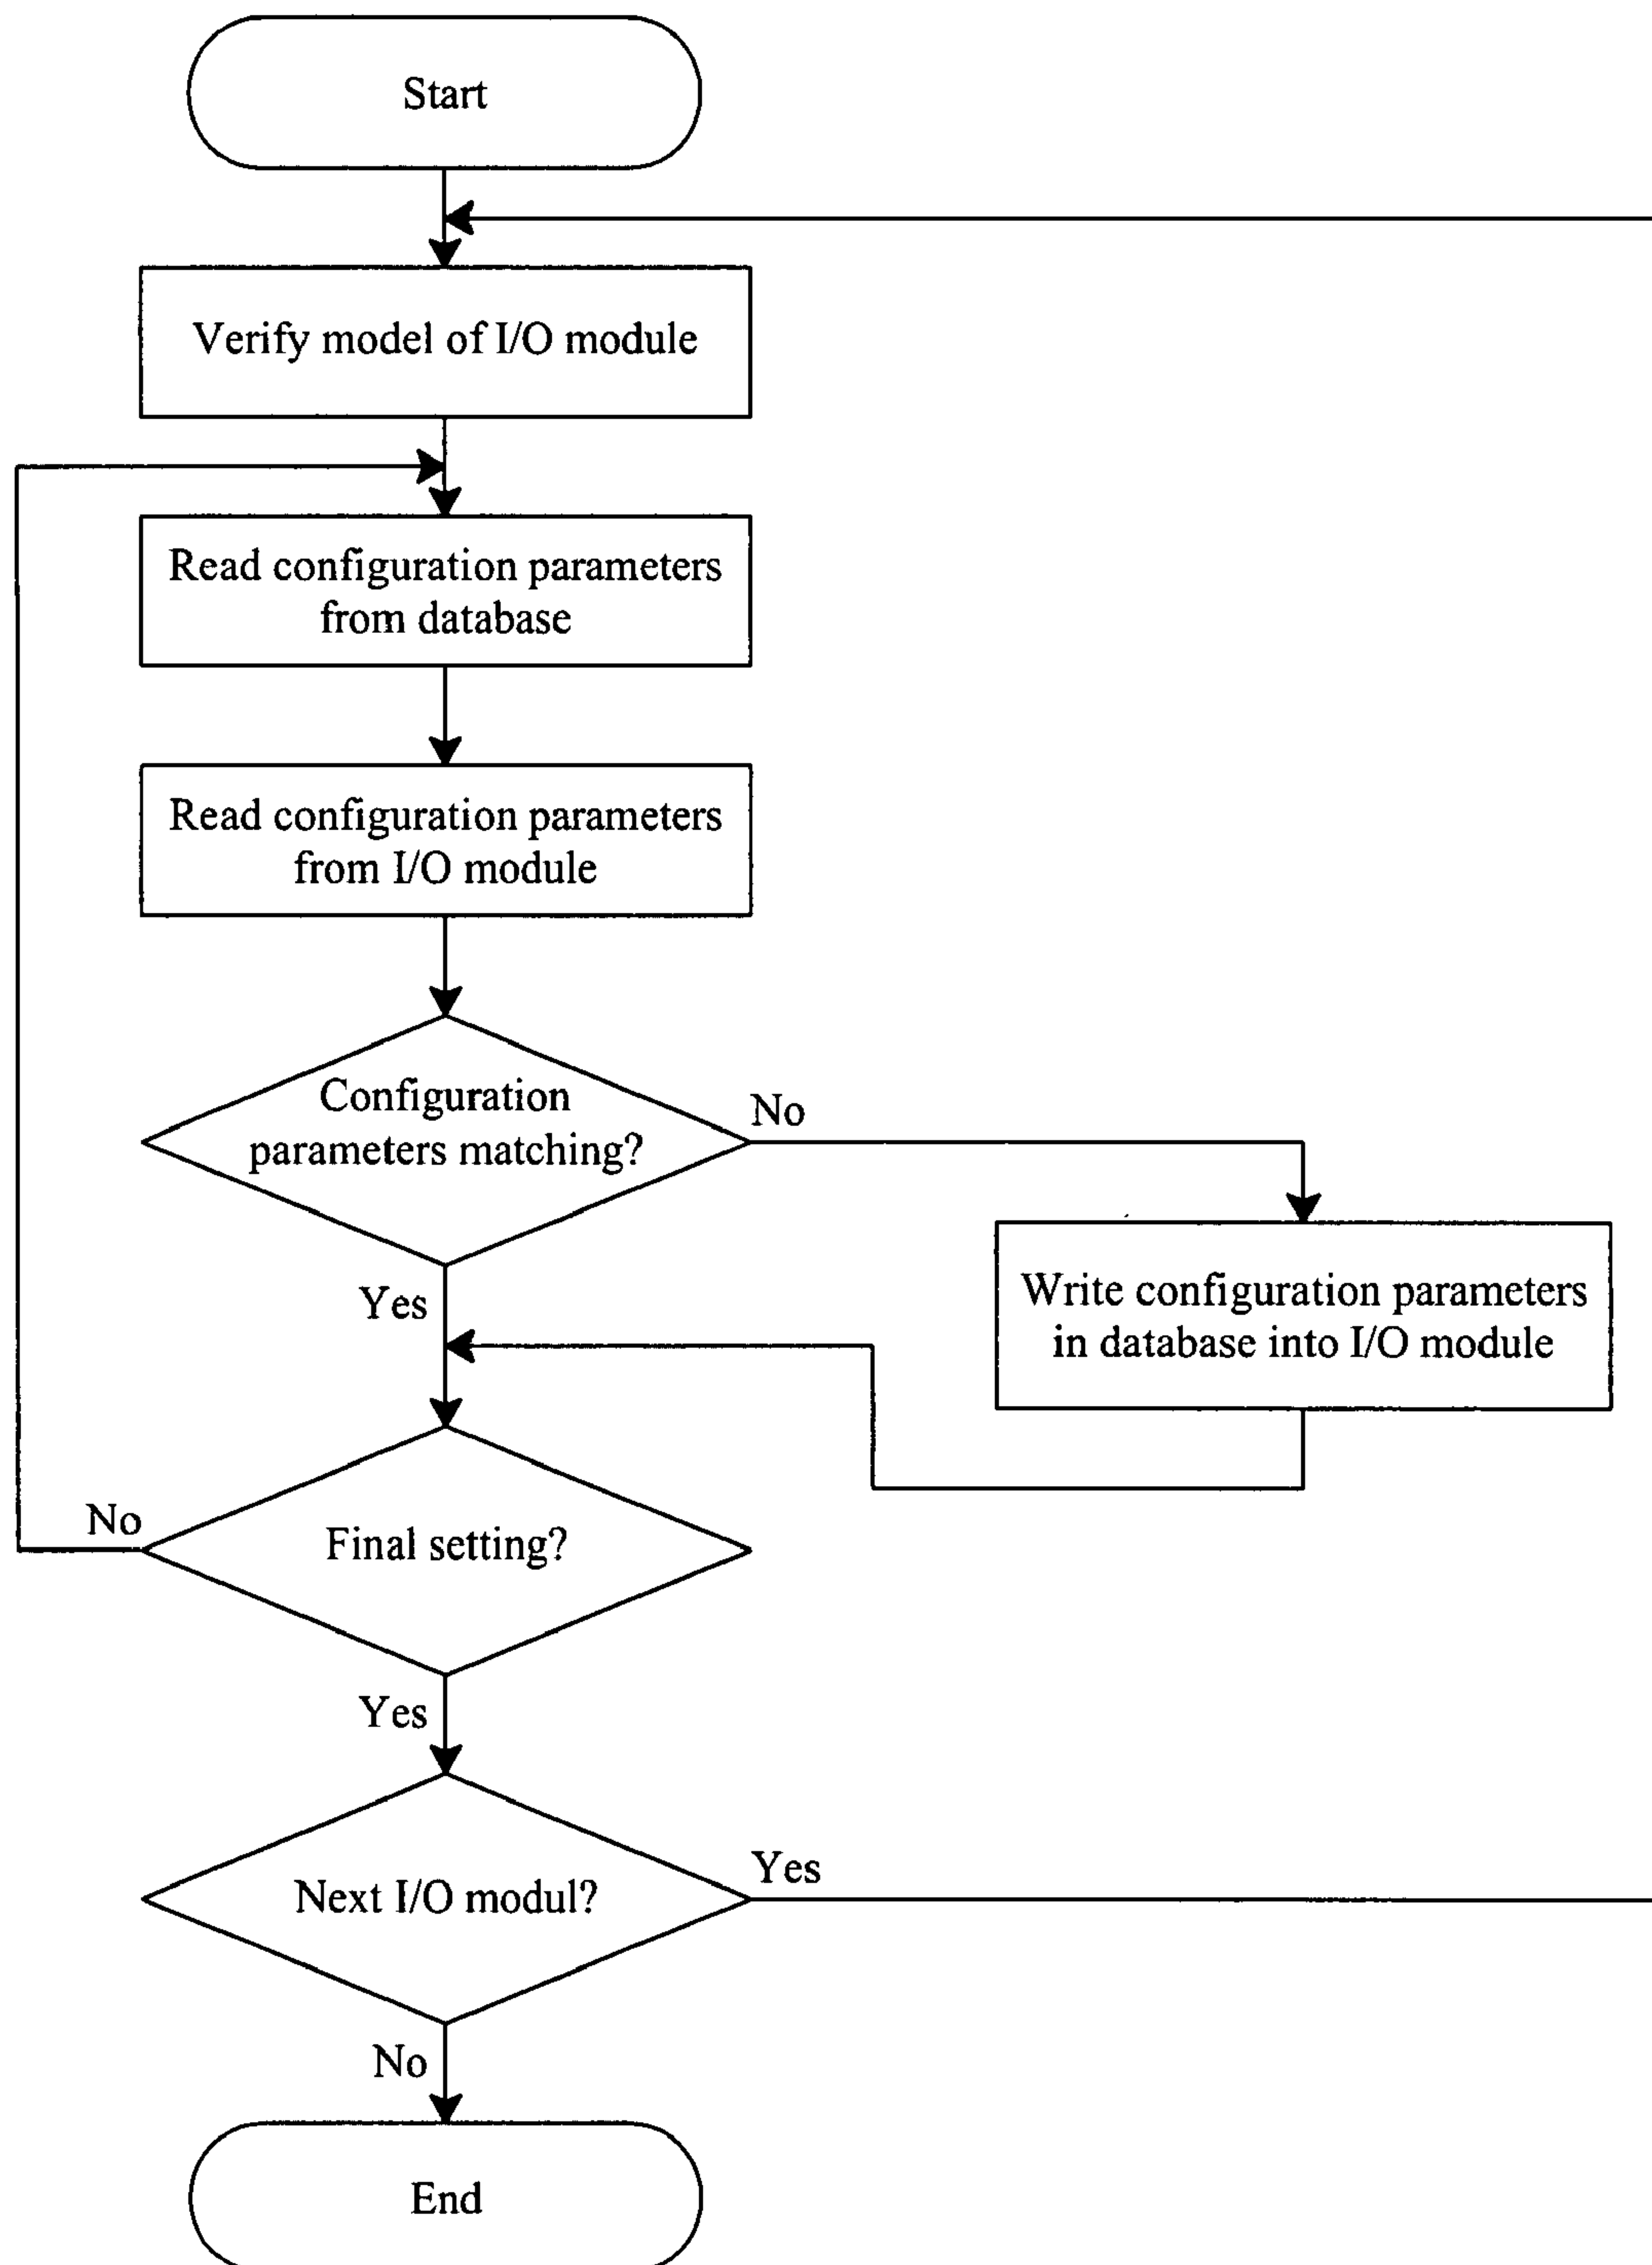 Start
Verify model of I/O module
Read configuration parameters
from database
Read configuration parameters
from I/O module
Configuration
parameters matching?
No
Write configuration parameters
in database into I/O module
Yes
Final setting?
No
Yes
Next I/O modul?
Yes
No
End